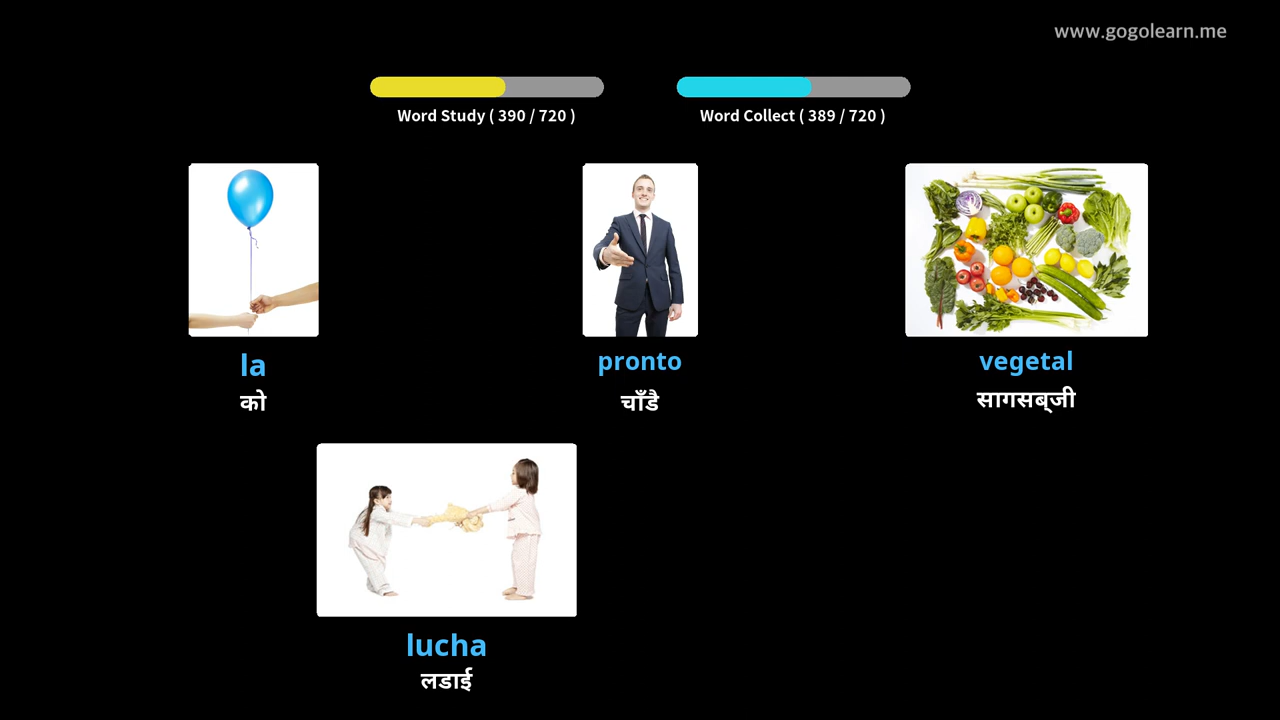 www.gogolearn.me
Word Study ( 390 / 720 )
Word Collect ( 389 / 720 )
la
को
pronto
चाँडै
vegetal
सागसब्जी
lucha
लडाई